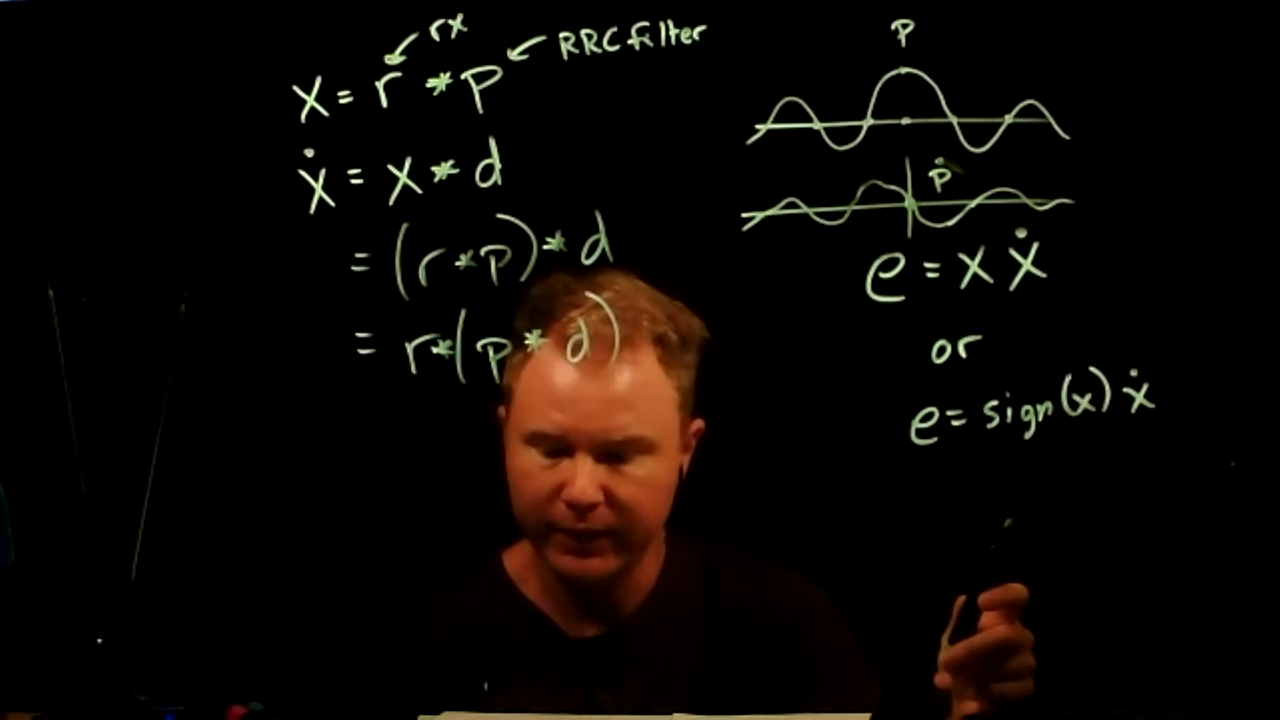 rx
RRC filter
x = r * p
ẋ = x * d
= (r * p) * d
= r * (p * d)
p
ṗ
e = x ẋ
or
e = sign(x) ẋ